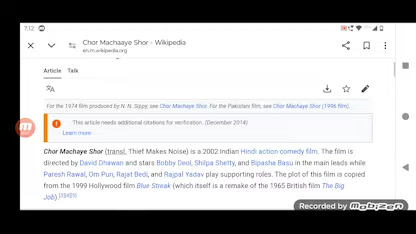 7:12
Chor Machaaye Shor - Wikipedia
en.m.wikipedia.org
Article Talk
For the 1974 film produced by N. N. Sippy, see Chor Machaye Shor. For the Pakistani film, see Chor Machaye Shor (1996 film).
This article needs additional citations for verification. (December 2014)
Learn more
Chor Machaaye Shor (transl. Thief Makes Noise) is a 2002 Indian Hindi action comedy film. The film is
directed by David Dhawan and stars Bobby Deol, Shilpa Shetty, and Bipasha Basu in the main leads while
Paresh Rawal, Om Puri, Rajat Bedi, and Rajpal Yadav play supporting roles. The plot of this film is copied
from the 1999 Hollywood film Blue Streak (which itself is a remake of the 1965 British film The Big
Job).[3][4][5]
Recorded by Mobizen